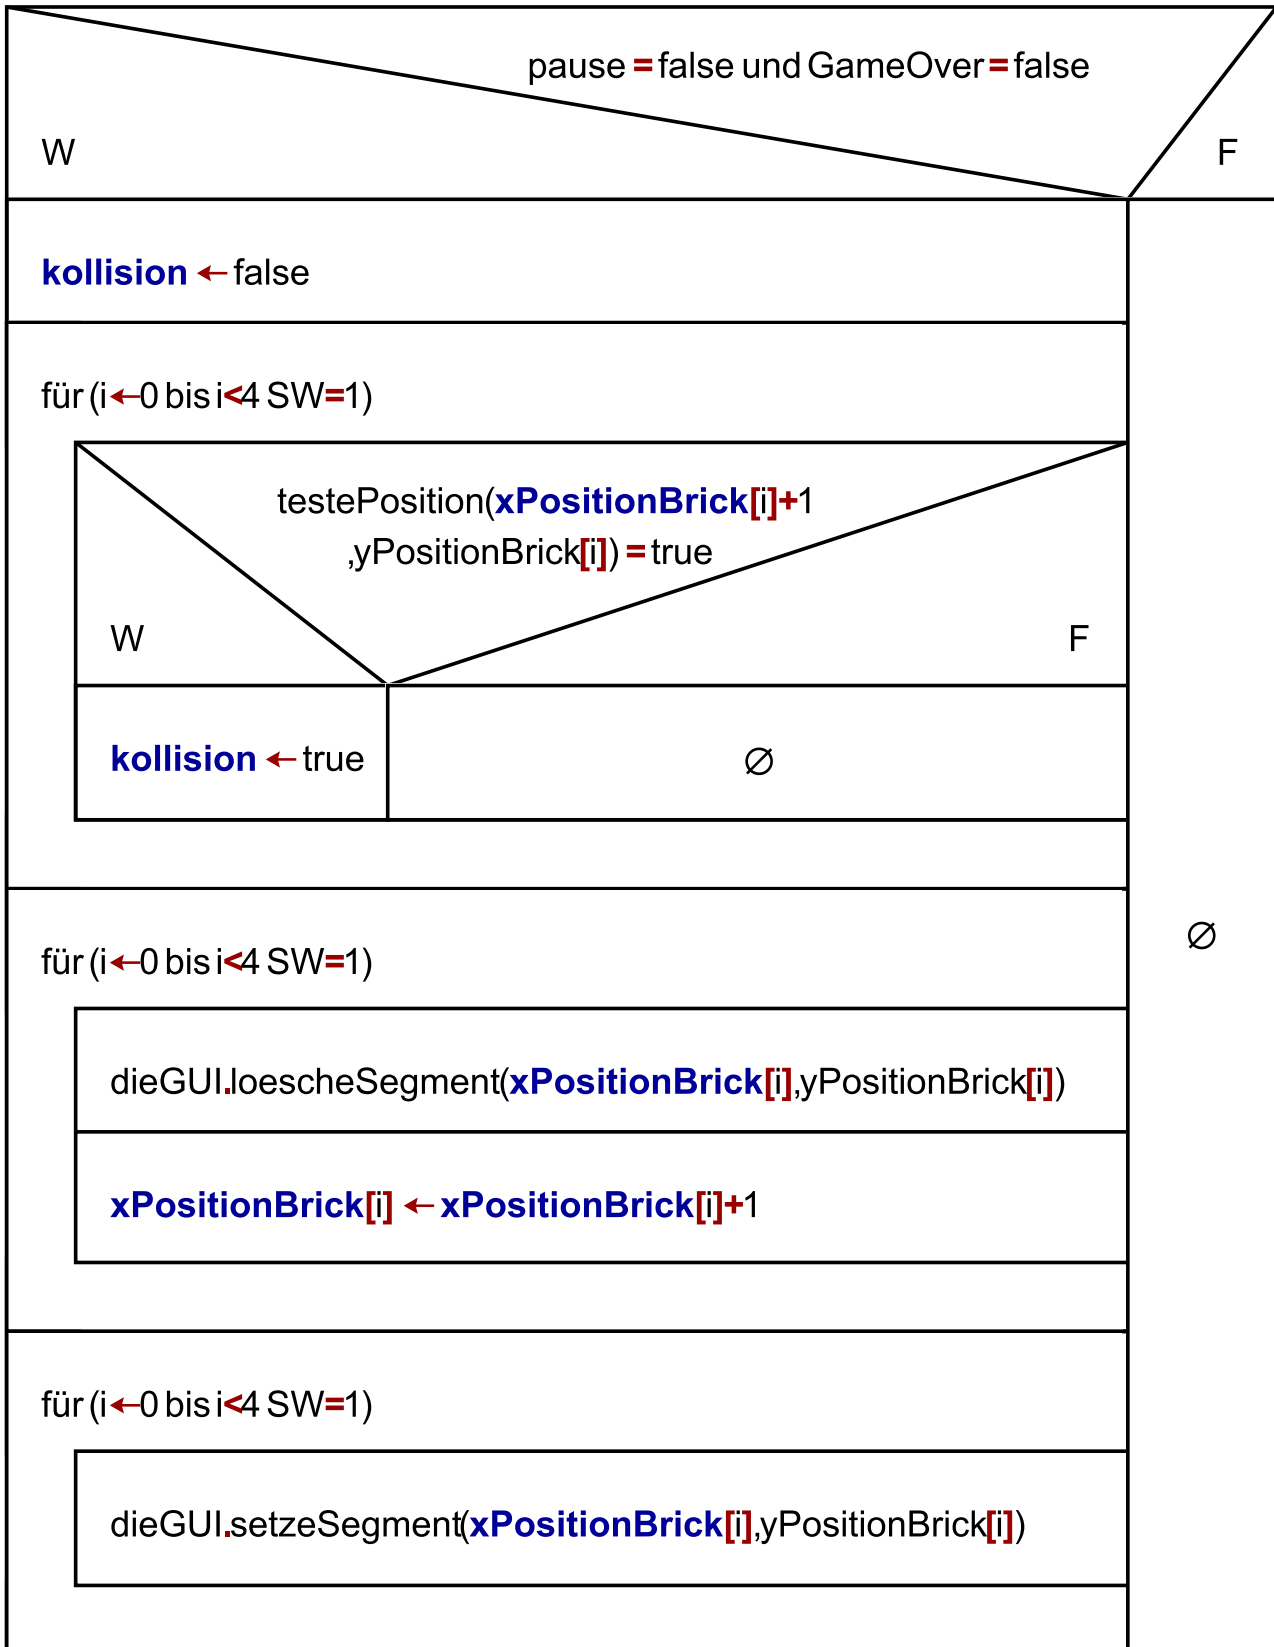 pause = false und GameOver = false
W
F
kollision ← false
für (i←0 bis i<4 SW=1)
testePosition(xPositionBrick[i]+1
,yPositionBrick[i]) = true
W
F
kollision ← true
∅
∅
für (i←0 bis i<4 SW=1)
dieGUI.loescheSegment(xPositionBrick[i],yPositionBrick[i])
xPositionBrick[i] ← xPositionBrick[i]+1
für (i←0 bis i<4 SW=1)
dieGUI.setzeSegment(xPositionBrick[i],yPositionBrick[i])